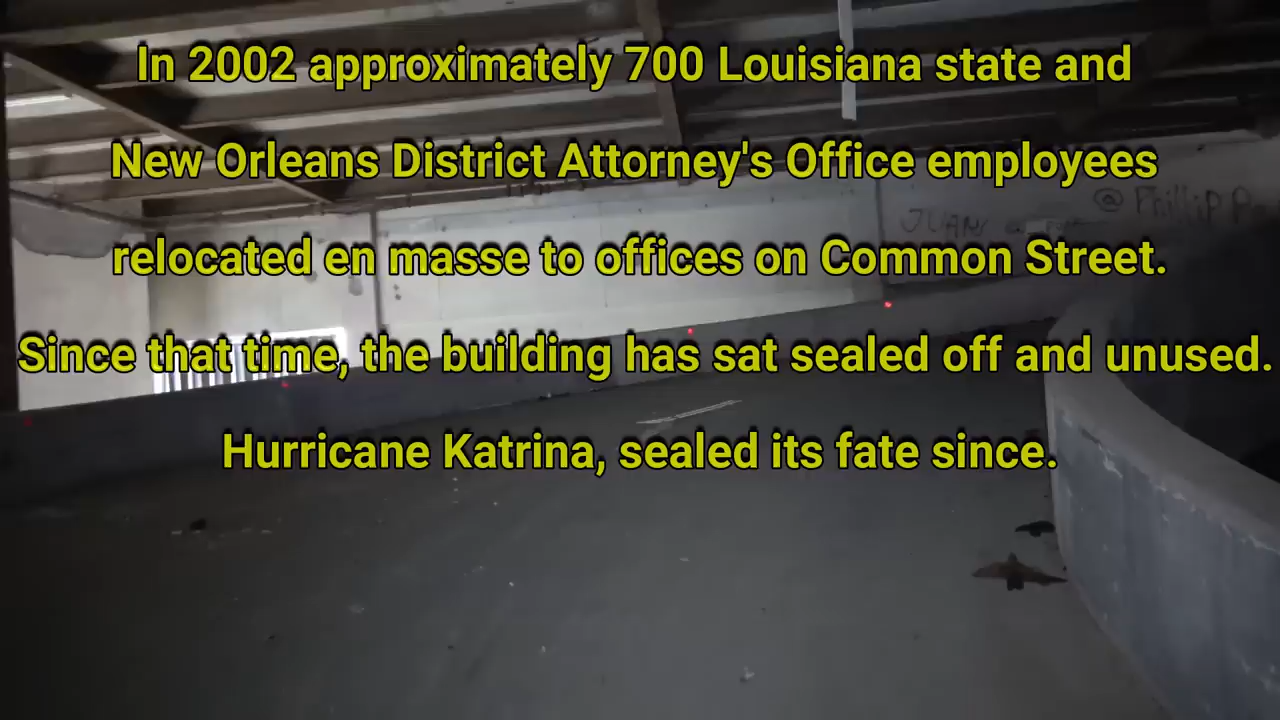 In 2002 approximately 700 Louisiana state and
New Orleans District Attorney's Office employees
relocated en masse to offices on Common Street.
Since that time, the building has sat sealed off and unused.
Hurricane Katrina, sealed its fate since.
@ Phillip P
JUAN